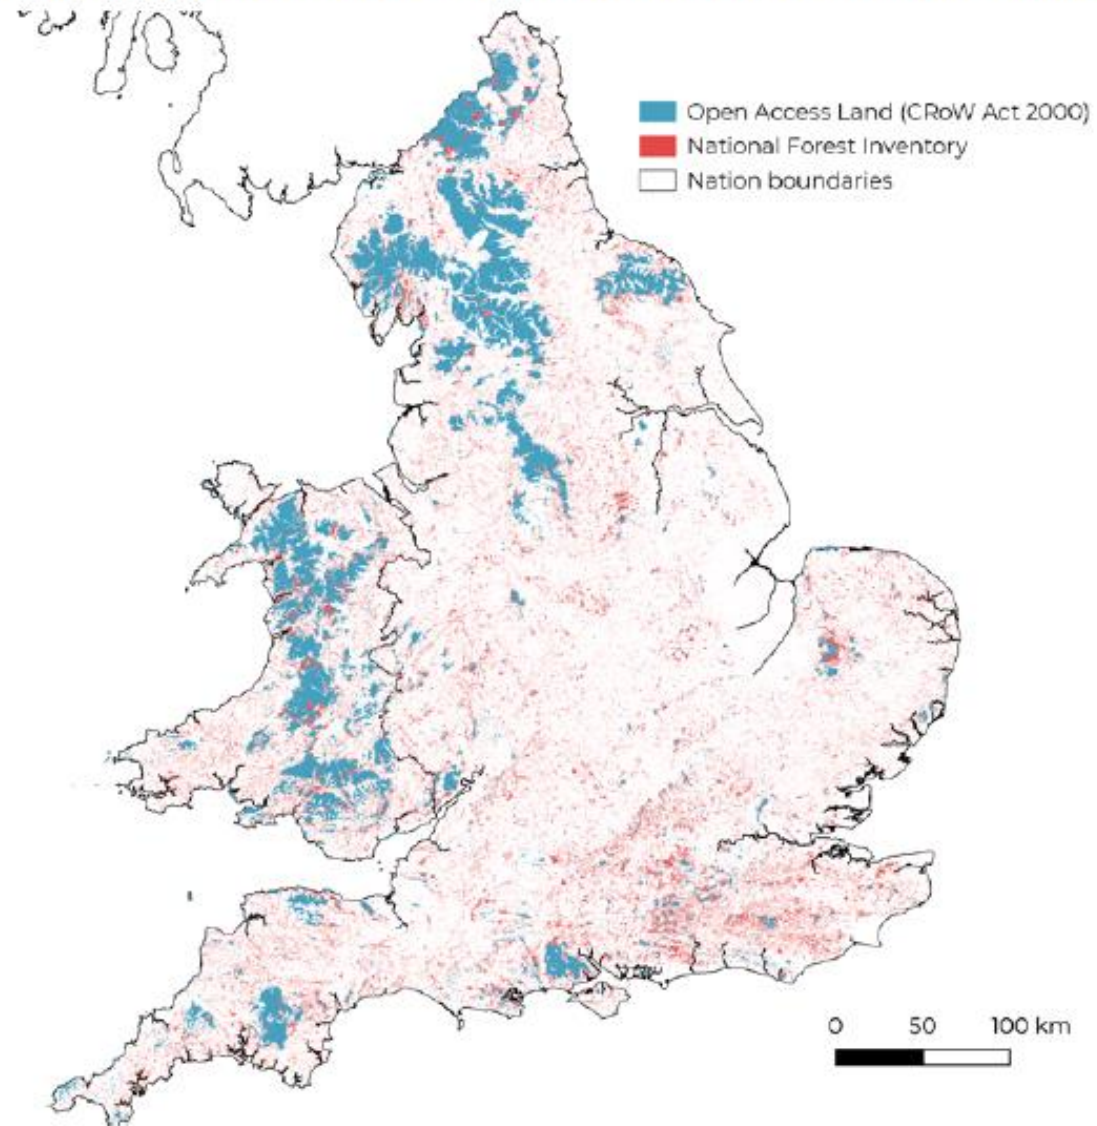 Open Access Land (CRoW Act 2000)
National Forest Inventory
Nation boundaries
0 50 100 km